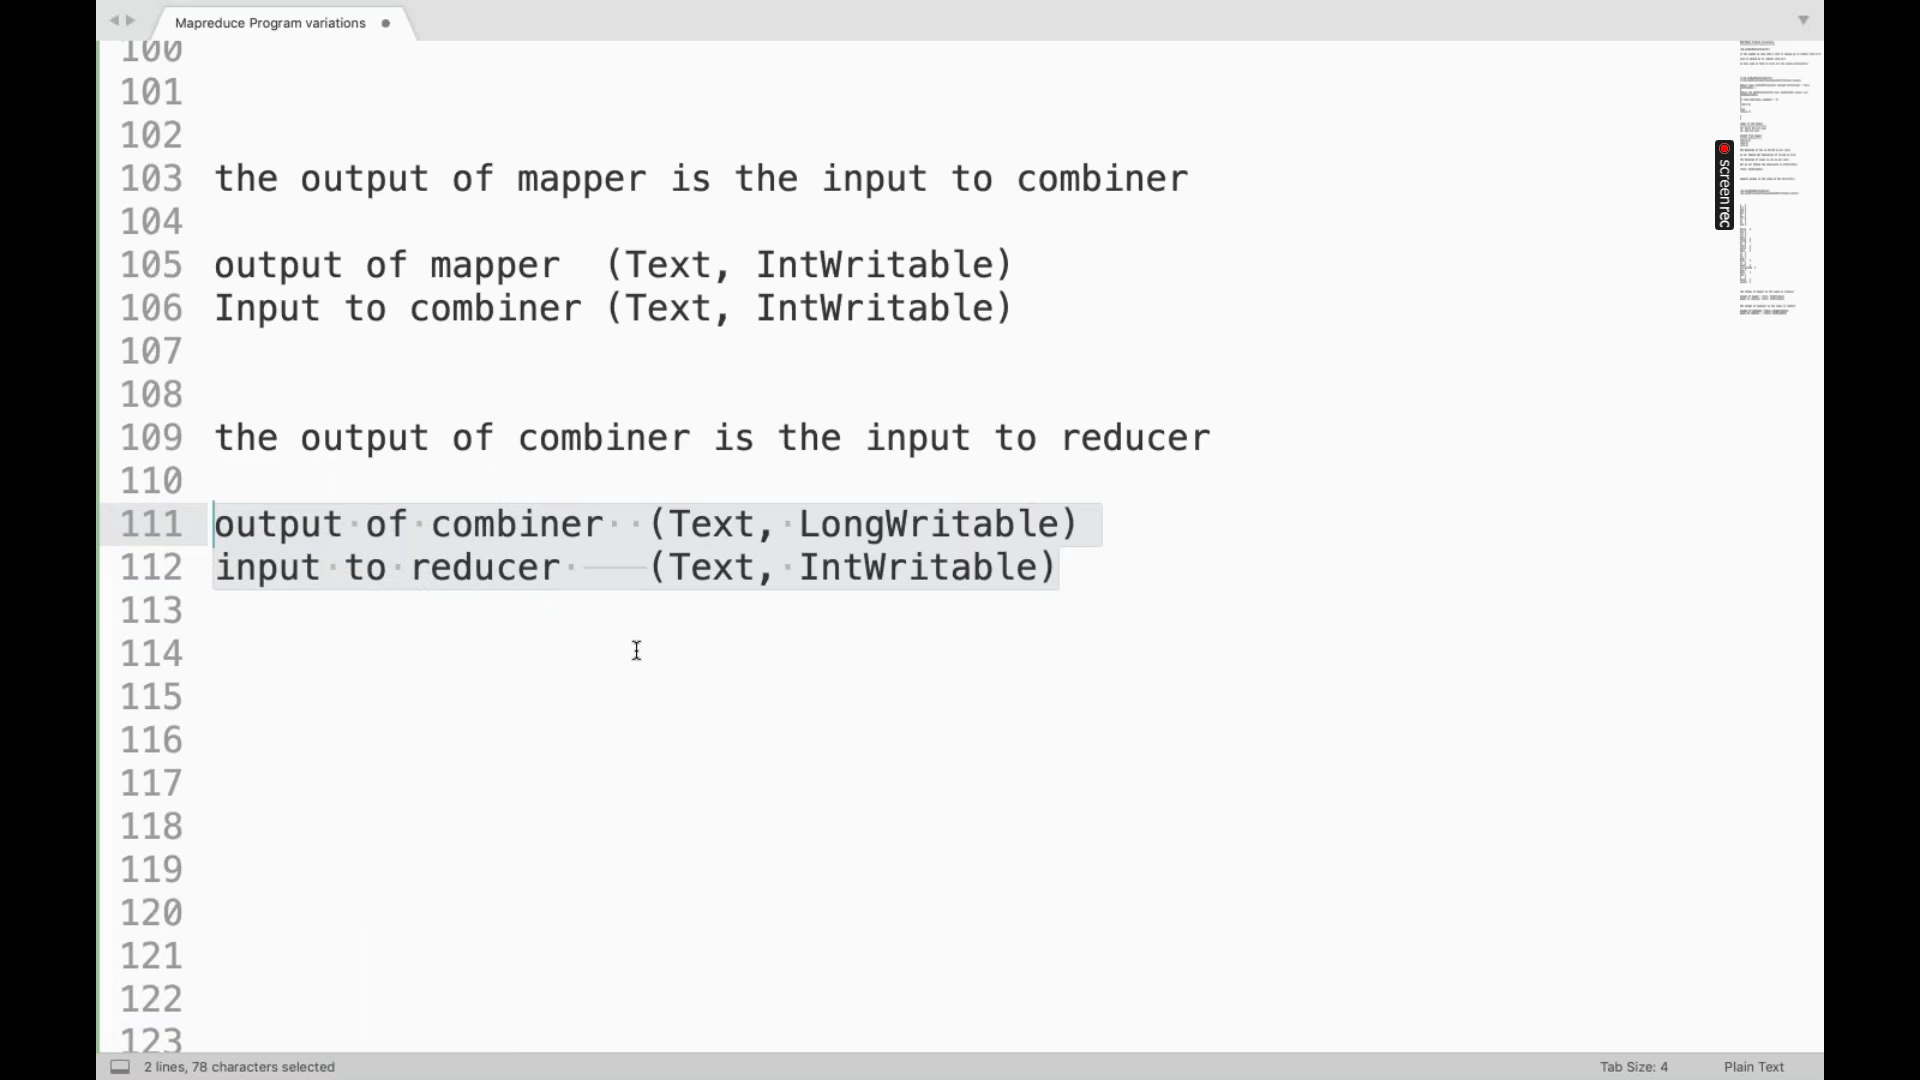 Mapreduce Program variations
100
101
102
103 the output of mapper is the input to combiner
104
105 output of mapper  (Text, IntWritable)
106 Input to combiner (Text, IntWritable)
107
108
109 the output of combiner is the input to reducer
110
111 output of combiner  (Text, LongWritable)
112 input to reducer    (Text, IntWritable)
113
114
115
116
117
118
119
120
121
122
123
screenrec
2 lines, 78 characters selected
Tab Size: 4
Plain Text